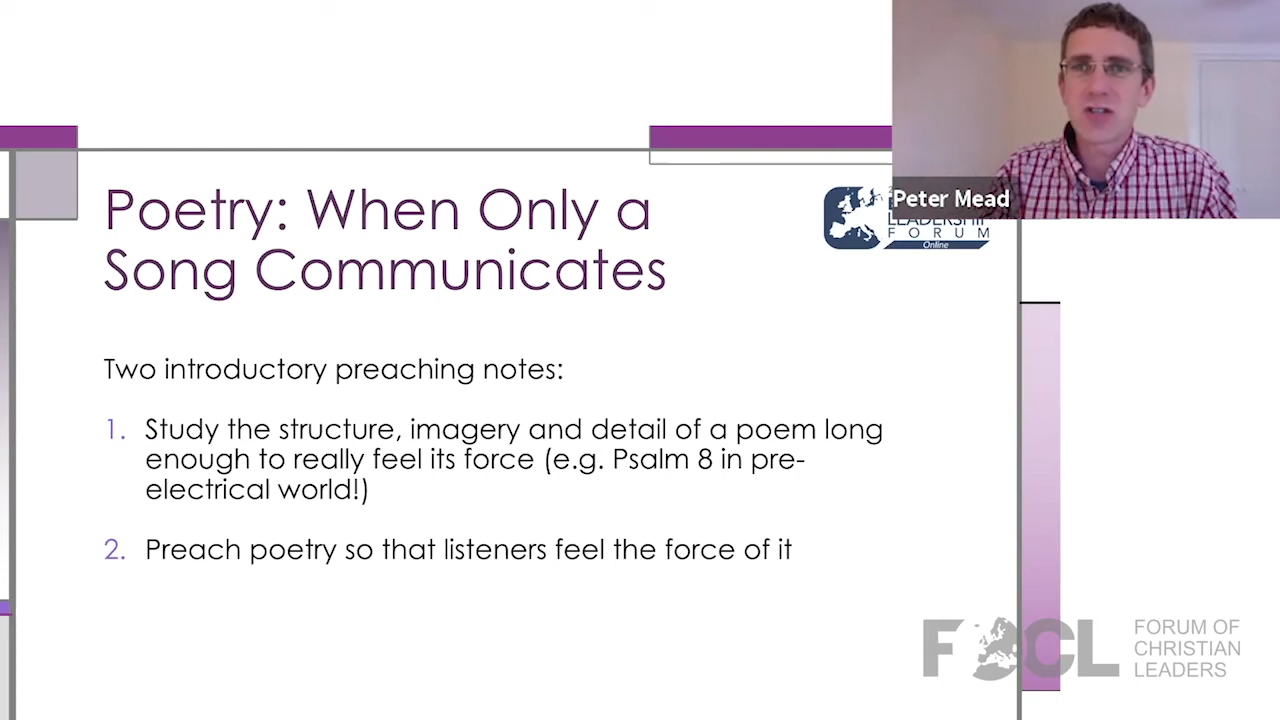 Poetry: When Only a
Song Communicates
Peter Mead
LEADERSHIP
FORUM
Online
Two introductory preaching notes:
1. Study the structure, imagery and detail of a poem long
enough to really feel its force (e.g. Psalm 8 in pre-
electrical world!)
2. Preach poetry so that listeners feel the force of it
FOCL
FORUM OF
CHRISTIAN
LEADERS